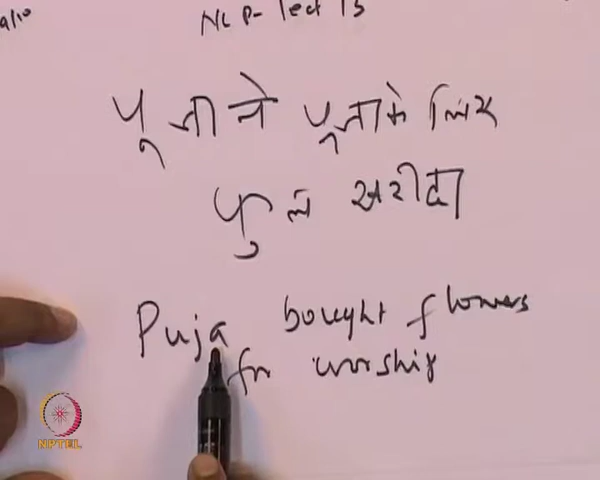 NLP- lect 13
पूजा ने पूजा के लिए
फुल खरीदा
Puja bought flowers
for worship
NPTEL